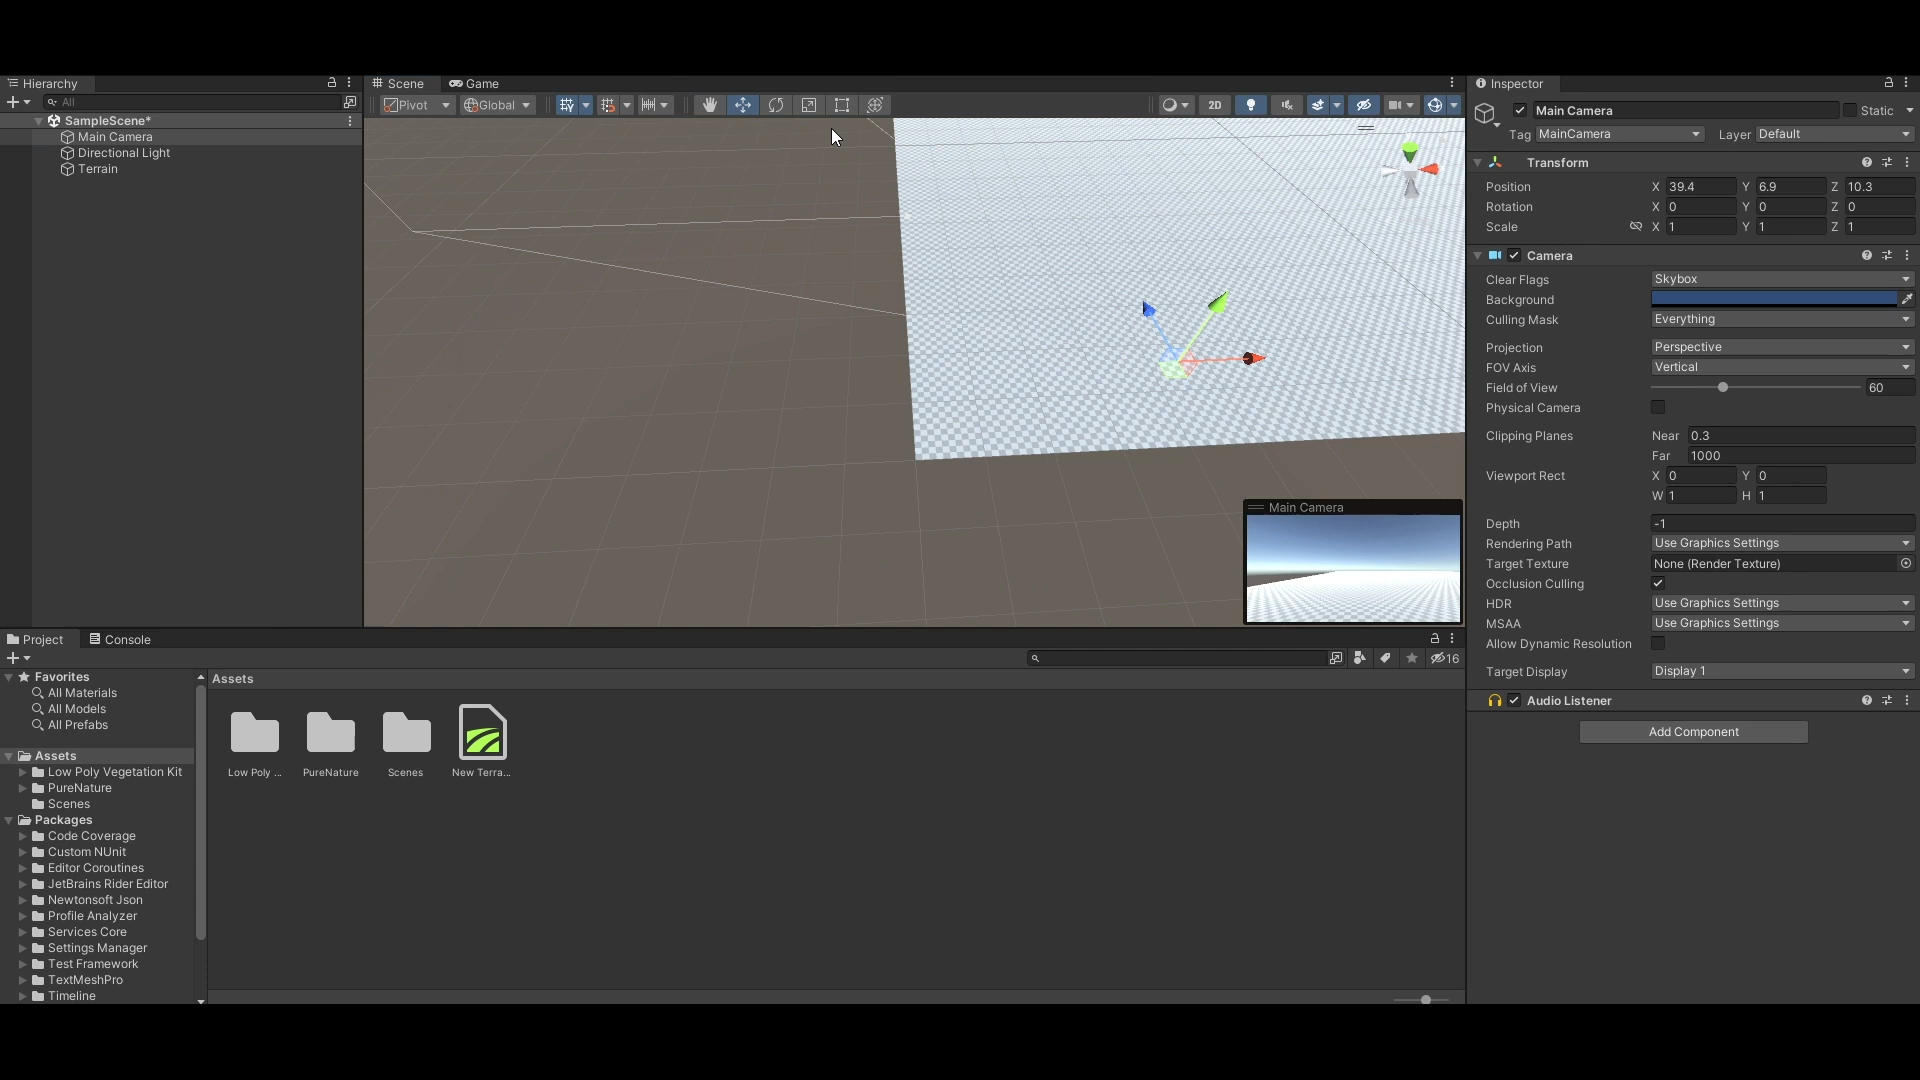 Hierarchy
All
SampleScene*
Main Camera
Directional Light
Terrain
Scene
Game
Pivot
Global
2D
Main Camera
Project
Console
16
Favorites
All Materials
All Models
All Prefabs
Assets
Low Poly Vegetation Kit
PureNature
Scenes
Packages
Code Coverage
Custom NUnit
Editor Coroutines
JetBrains Rider Editor
Newtonsoft Json
Profile Analyzer
Services Core
Settings Manager
Test Framework
TextMeshPro
Timeline
Assets
Low Poly ...
PureNature
Scenes
New Terra...
Inspector
Main Camera
Static
Tag MainCamera Layer Default
Transform
Position X 39.4 Y 6.9 Z 10.3
Rotation X 0 Y 0 Z 0
Scale X 1 Y 1 Z 1
Camera
Clear Flags Skybox
Background
Culling Mask Everything
Projection Perspective
FOV Axis Vertical
Field of View 60
Physical Camera
Clipping Planes Near 0.3
Far 1000
Viewport Rect X 0 Y 0
W 1 H 1
Depth -1
Rendering Path Use Graphics Settings
Target Texture None (Render Texture)
Occlusion Culling
HDR Use Graphics Settings
MSAA Use Graphics Settings
Allow Dynamic Resolution
Target Display Display 1
Audio Listener
Add Component